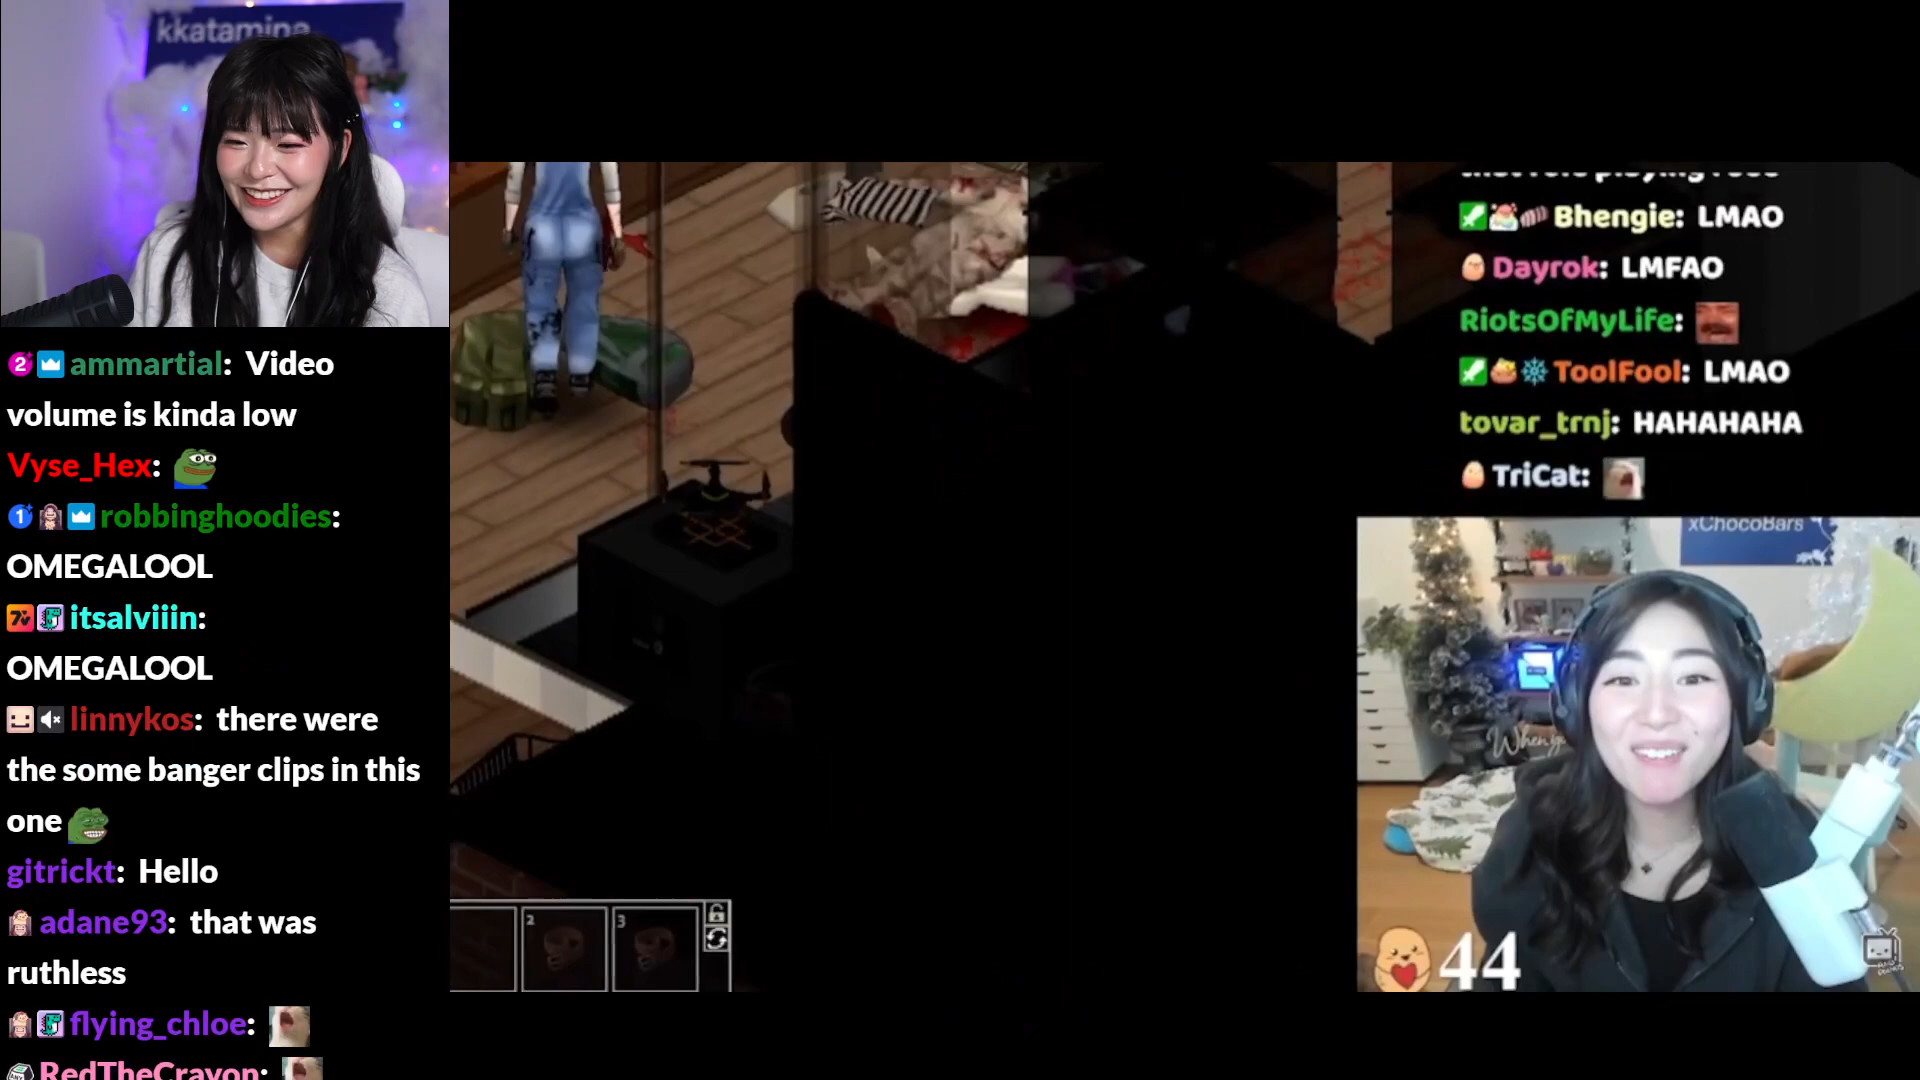 kkatamina
ammartial: Video
volume is kinda low
Vyse_Hex:
robbinghoodies:
OMEGALOOL
itsalviiin:
OMEGALOOL
linnykos: there were
the some banger clips in this
one
gitrickt: Hello
adane93: that was
ruthless
flying_chloe:
RedTheCrayon:
Bhengie: LMAO
Dayrok: LMFAO
RiotsOfMyLife:
ToolFool: LMAO
tovar_trnj: HAHAHAHA
TriCat:
xChocoBars
When
44
2
3